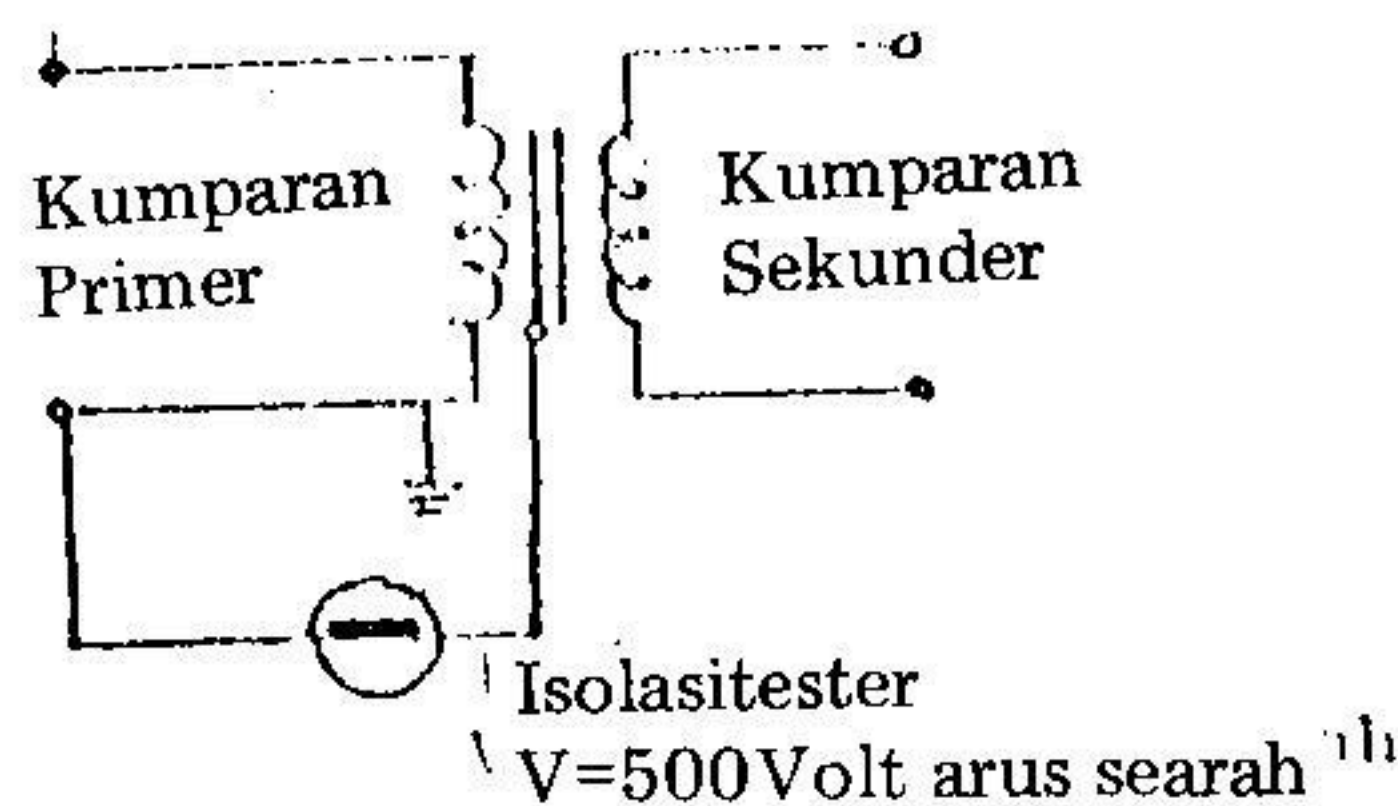 Kumparan
Primer
Kumparan
Sekunder
Isolasitester
V=500Volt arus searah